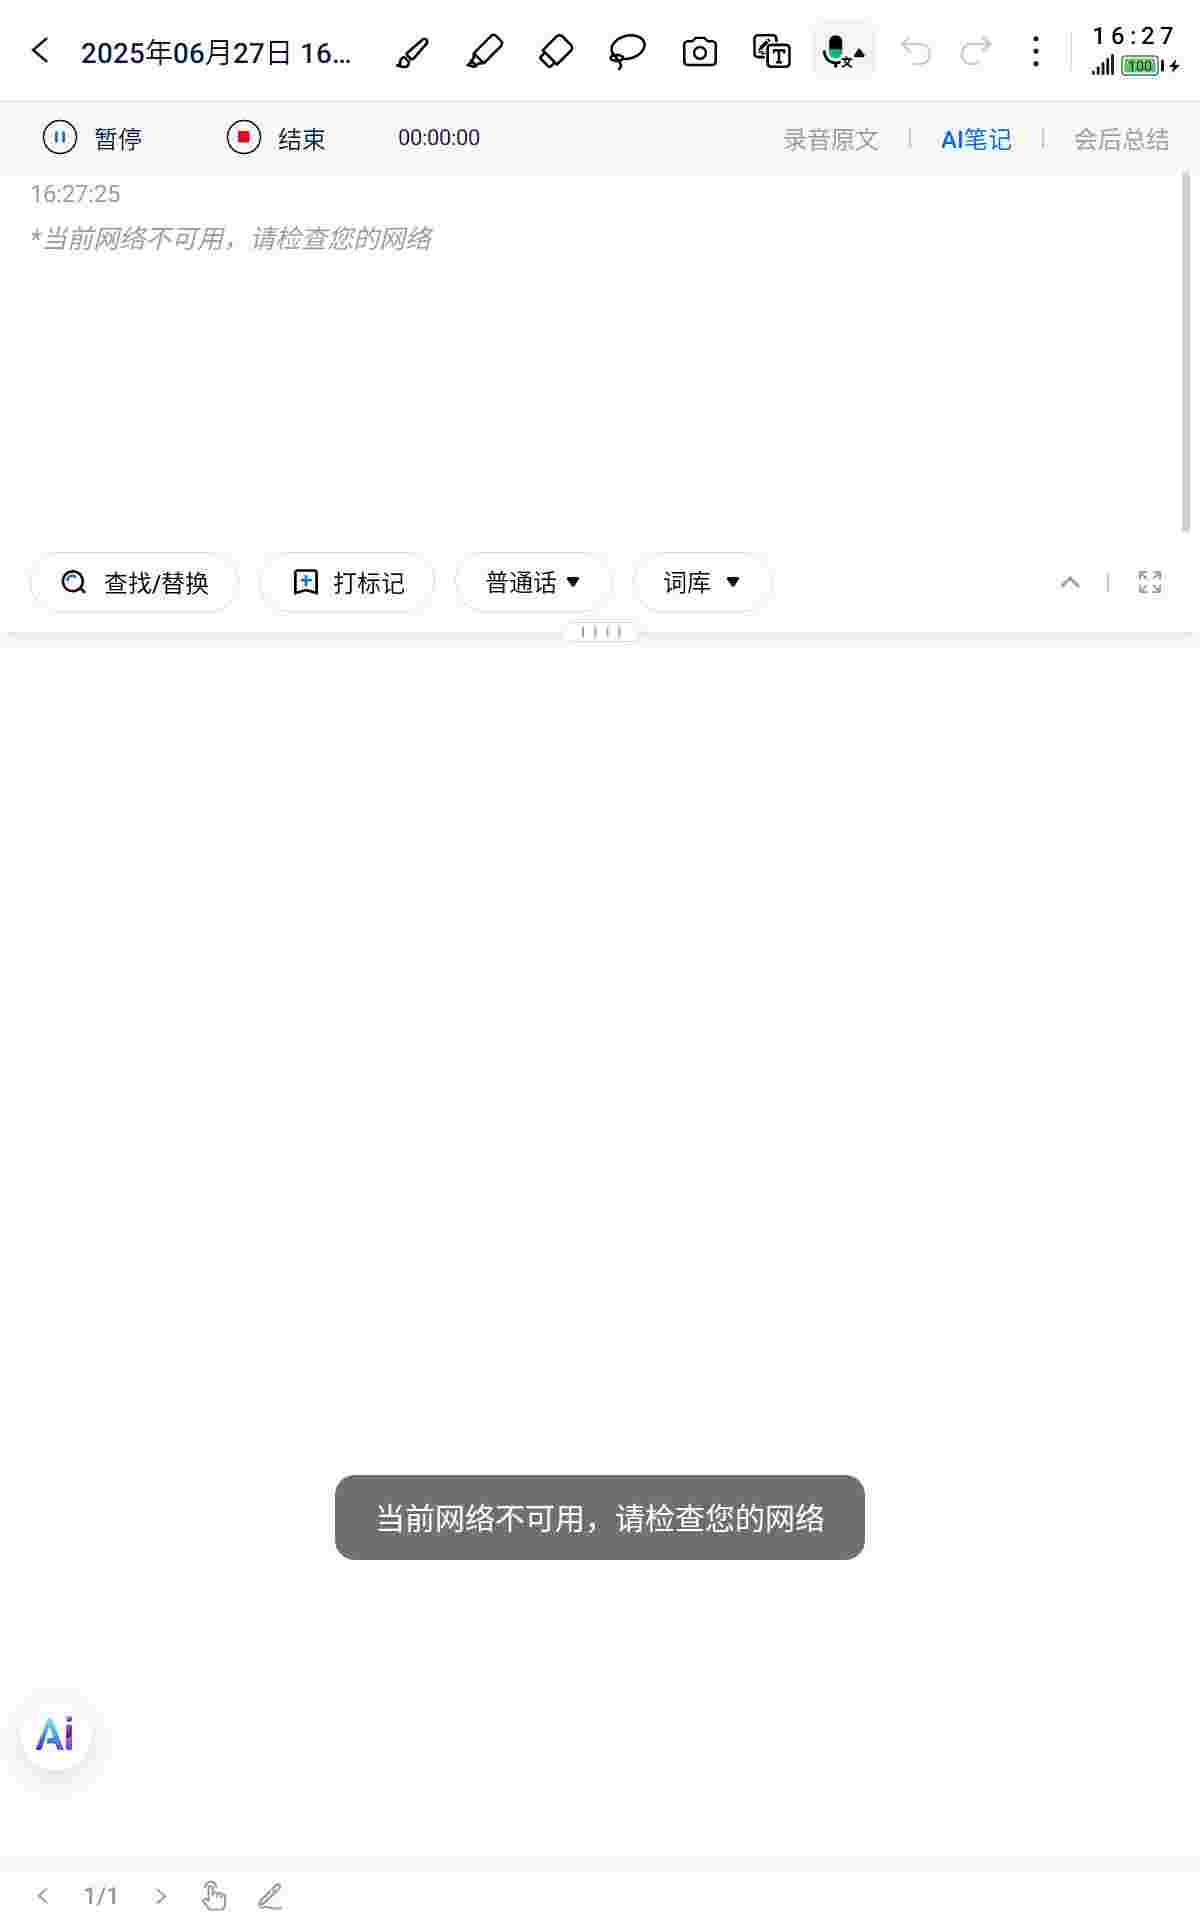 2025年06月27日 16...
16:27
100
暂停
结束
00:00:00
录音原文
AI笔记
会后总结
16:27:25
*当前网络不可用，请检查您的网络
查找/替换
打标记
普通话
词库
当前网络不可用，请检查您的网络
Ai
1/1